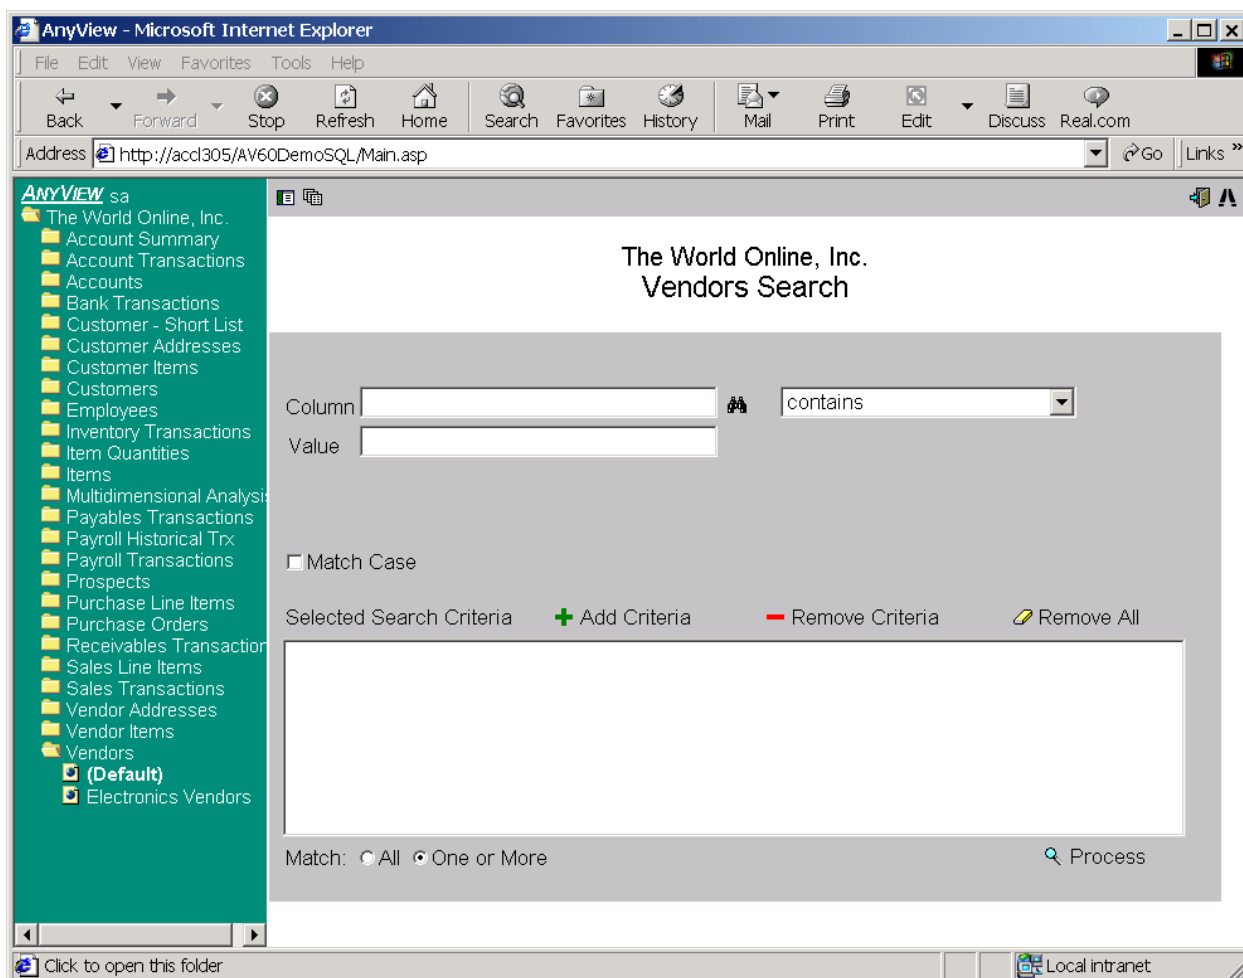 AnyView - Microsoft Internet Explorer
File Edit View Favorites Tools Help
Back Forward Stop Refresh Home Search Favorites History Mail Print Edit Discuss Real.com
Address http://accl305/AV60DemoSQL/Main.asp Go Links »
ANYVIEW sa
The World Online, Inc.
Account Summary
Account Transactions
Accounts
Bank Transactions
Customer - Short List
Customer Addresses
Customer Items
Customers
Employees
Inventory Transactions
Item Quantities
Items
Multidimensional Analysis
Payables Transactions
Payroll Historical Trx
Payroll Transactions
Prospects
Purchase Line Items
Purchase Orders
Receivables Transaction
Sales Line Items
Sales Transactions
Vendor Addresses
Vendor Items
Vendors
(Default)
Electronics Vendors
The World Online, Inc.
Vendors Search
Column contains
Value
Match Case
Selected Search Criteria Add Criteria Remove Criteria Remove All
Match: All One or More Process
Click to open this folder Local intranet